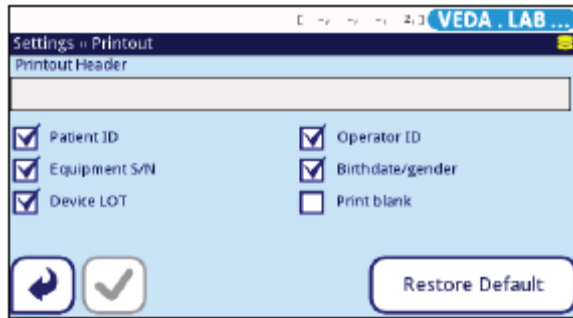 VEDA . LAB ...
Settings » Printout
Printout Header
Patient ID
Operator ID
Equipment S/N
Birthdate/gender
Device LOT
Print blank
Restore Default